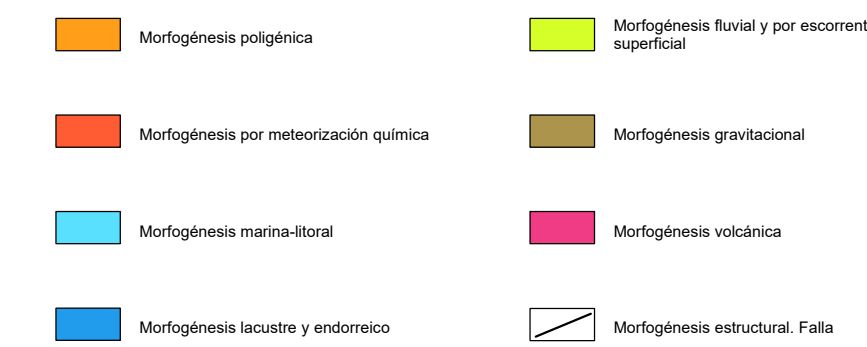 Morfogénesis poligénica
Morfogénesis por meteorización química
Morfogénesis marina-litoral
Morfogénesis lacustre y endorreico
Morfogénesis fluvial y por escorrent
superficial
Morfogénesis gravitacional
Morfogénesis volcánica
Morfogénesis estructural. Falla